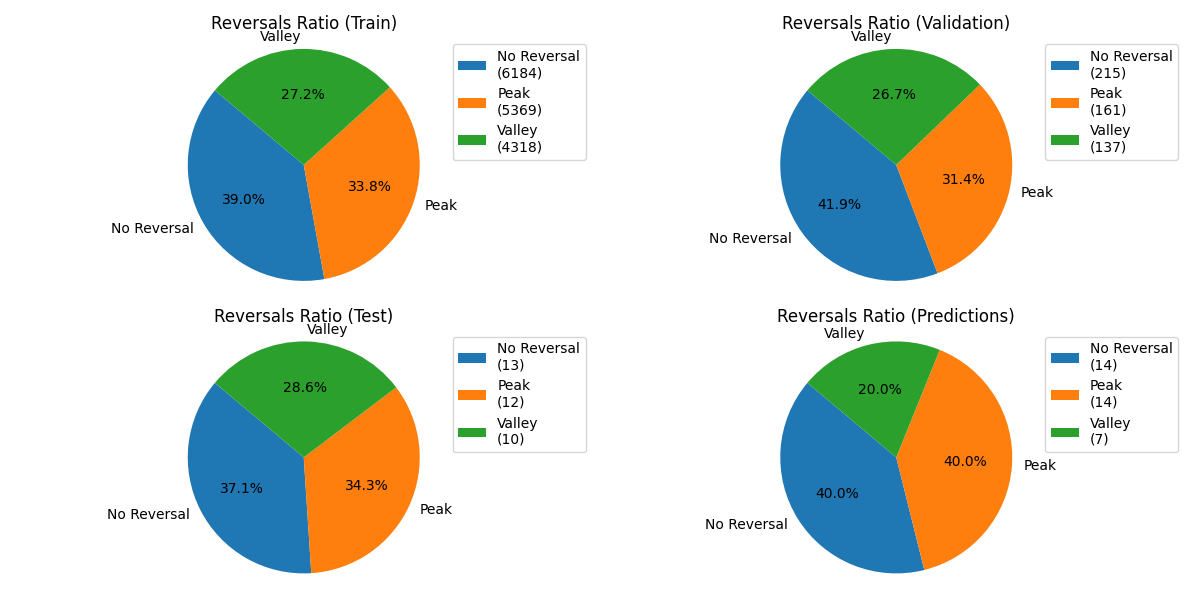 Reversals Ratio (Train)
Valley
27.2%
39.0%
33.8%
No Reversal
Peak
No Reversal
(6184)
Peak
(5369)
Valley
(4318)
Reversals Ratio (Validation)
Valley
26.7%
41.9%
31.4%
No Reversal
Peak
No Reversal
(215)
Peak
(161)
Valley
(137)
Reversals Ratio (Test)
Valley
28.6%
37.1%
34.3%
No Reversal
Peak
No Reversal
(13)
Peak
(12)
Valley
(10)
Reversals Ratio (Predictions)
Valley
20.0%
40.0%
40.0%
No Reversal
Peak
No Reversal
(14)
Peak
(14)
Valley
(7)